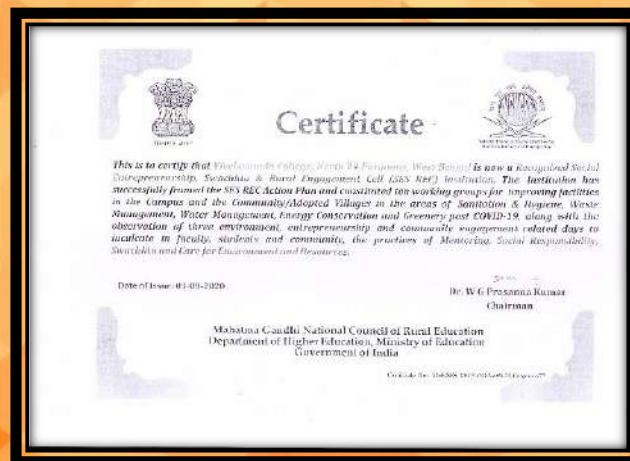 Certificate
This is to certify that Vivekananda College, North 24 Parganas, West Bengal is now a Recognized Social
Entrepreneurship, Swachhta & Rural Engagement Cell (SES REC) Institution. The Institution has
successfully framed the SES REC Action Plan and constituted ten working groups for improving facilities
in the Campus and the Community/Adopted Villages in the areas of Sanitation & Hygiene, Waste
Management, Water Management, Energy Conservation and Greenery post COVID-19, along with the
observation of three environment, entrepreneurship and community engagement related days to
inculcate in faculty, students and community, the practices of Mentoring, Social Responsibility,
Swachhta and Care for Environment and Resources.
Date of Issue: 01-09-2020
Dr. W G Prasanna Kumar
Chairman
Mahatma Gandhi National Council of Rural Education
Department of Higher Education, Ministry of Education
Government of India